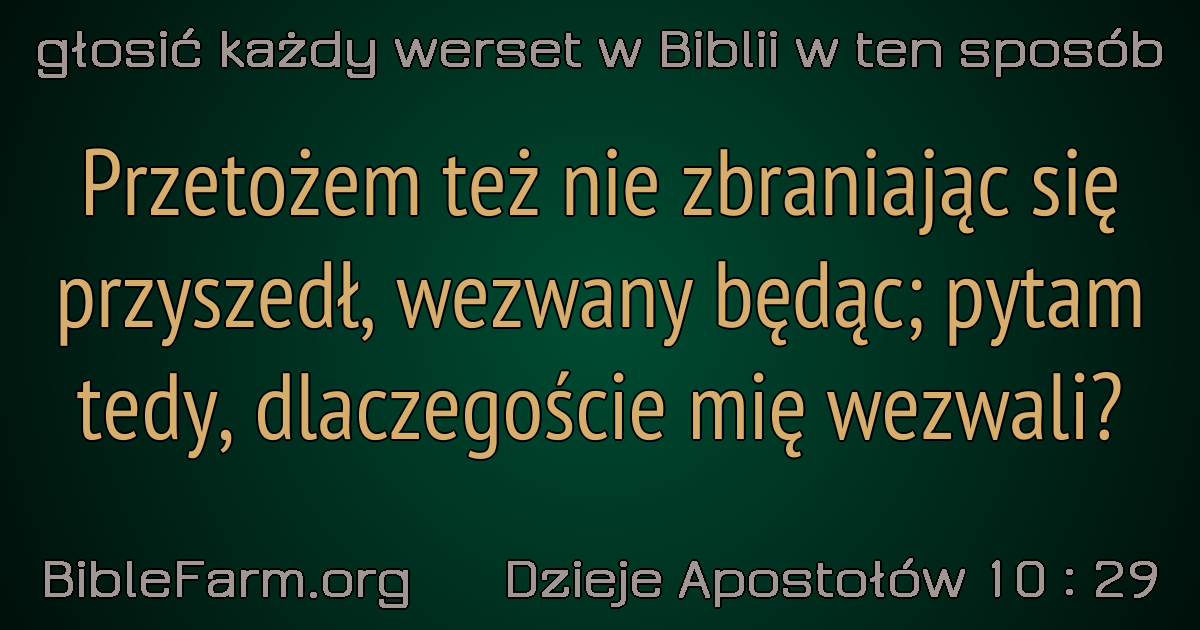 głosić każdy werset w Biblii w ten sposób
Przetożem też nie zbraniając się
przyszedł, wezwany będąc; pytam
tedy, dlaczegoście mię wezwali?
BibleFarm.org Dzieje Apostołów 10 : 29